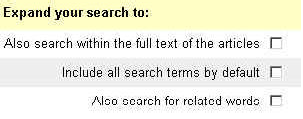 Expand your search to:
Also search within the full text of the articles
Include all search terms by default
Also search for related words